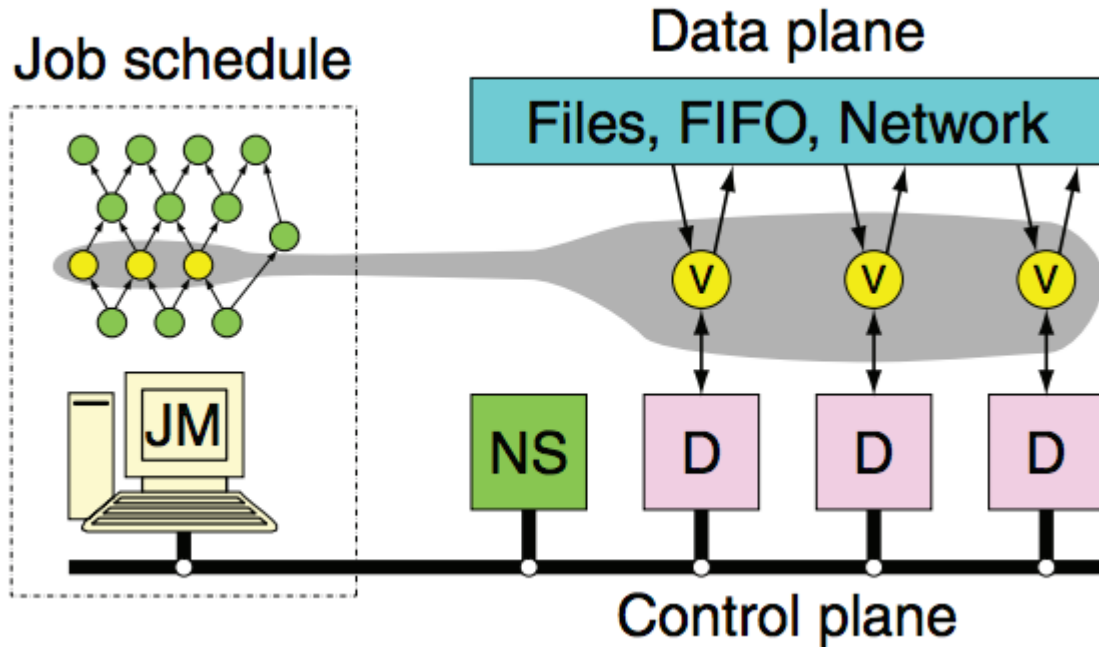 Data plane
Job schedule
Files, FIFO, Network
V V V
JM
NS D D D
Control plane